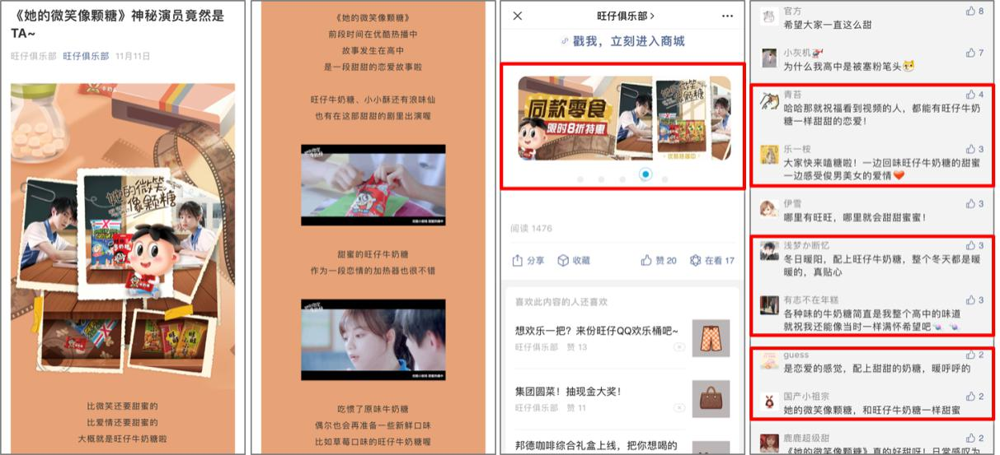 《她的微笑像颗糖》神秘演员竟然是
TA~
旺仔俱乐部 旺仔俱乐部 11月11日
她的微笑
像颗糖
比微笑还要甜蜜的
比爱情还要甜蜜的
大概就是旺仔牛奶糖啦
《她的微笑像颗糖》
前段时间在优酷热播中
故事发生在高中
是一段甜甜的恋爱故事啦
旺仔牛奶糖、小小酥还有浪味仙
也有在这部甜甜的剧里出演喔
甜蜜的旺仔牛奶糖
作为一段恋情的加热器也很不错
吃惯了原味牛奶糖
偶尔也会再准备一些新鲜口味
比如草莓口味的旺仔牛奶糖喔
旺仔俱乐部
戳我，立刻进入商城
同款零食
限时8折特惠
她的微笑
像颗糖
优酷热播中
阅读 1476
分享 收藏 赞 20 在看 17
喜欢此内容的人还喜欢
想欢乐一把？来份旺仔QQ欢乐桶吧~
旺仔俱乐部 赞 13
集团圆菜！抽现金大奖！
旺仔俱乐部 赞 11
邦德咖啡综合礼盒上线，把你想喝的
官方 8
希望大家一直这么甜
小灰机 7
为什么我高中是被塞粉笔头
青苔 4
哈哈那就祝福看到视频的人，都能有旺仔牛奶
糖一样甜甜的恋爱！
乐一桉 3
大家快来嗑糖啦！一边回味旺仔牛奶糖的甜蜜
一边感受俊男美女的爱情
伊雪 3
哪里有旺旺，哪里就会甜甜蜜蜜！
浅梦か断忆 3
冬日暖阳，配上旺仔牛奶糖，整个冬天都是暖
暖的，真贴心
有志不在年糕 3
各种味的牛奶糖简直是我整个高中的味道
就祝我还能像当时一样满怀希望吧
guess 2
是恋爱的感觉，配上甜甜的奶糖，暖呼呼的
国产小祖宗 2
她的微笑像颗糖，和旺仔牛奶糖一样甜蜜
鹿鹿超级甜 2
《她的微笑像颗糖》真的好甜呀！日常感叹为